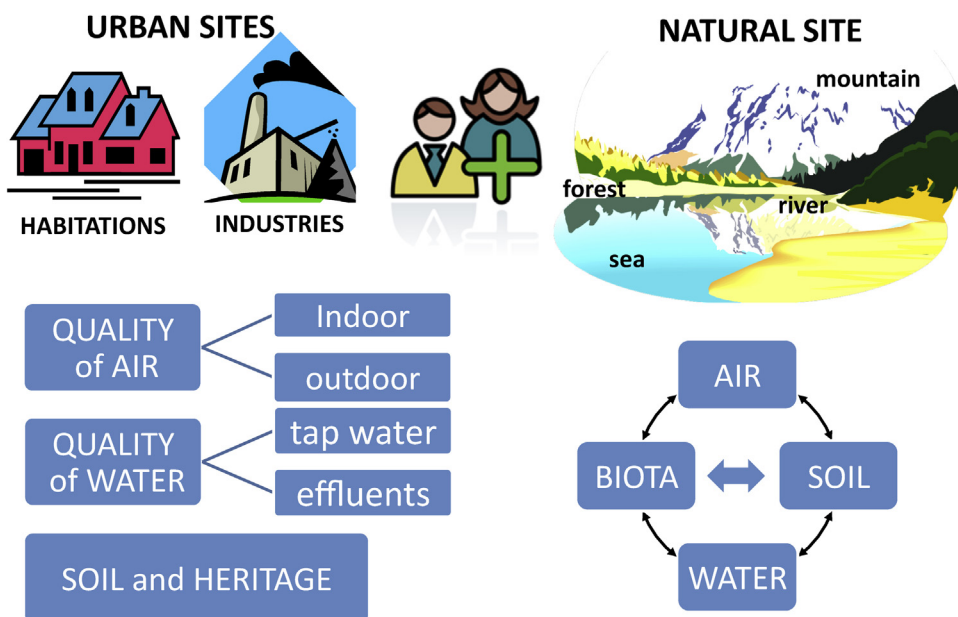 URBAN SITES
NATURAL SITE
mountain
forest
river
sea
HABITATIONS
INDUSTRIES
QUALITY
of AIR
Indoor
outdoor
QUALITY
of WATER
tap water
effluents
SOIL and HERITAGE
AIR
BIOTA
SOIL
WATER